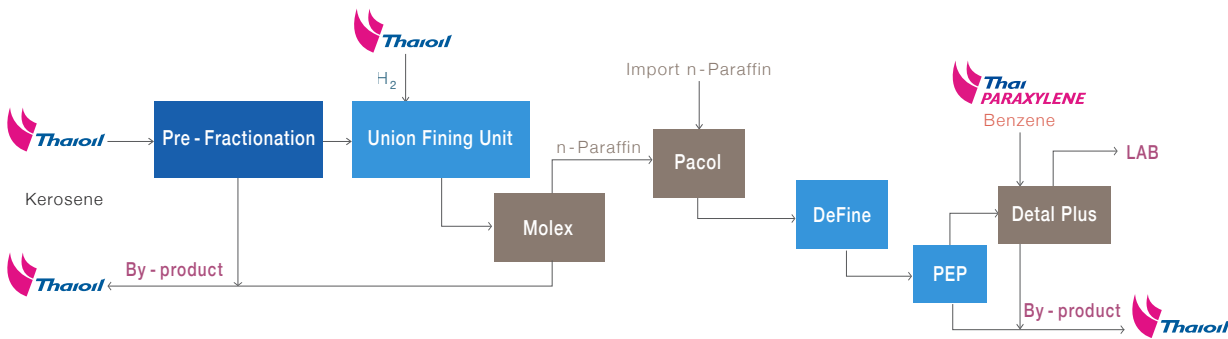 Thaioil
H2
Import n-Paraffin
Thai
PARAXYLENE
Benzene
Thaioil
Pre-Fractionation
Union Fining Unit
n-Paraffin
Pacol
LAB
Kerosene
Molex
DeFine
Detal Plus
By-product
Thaioil
PEP
By-product
Thaioil